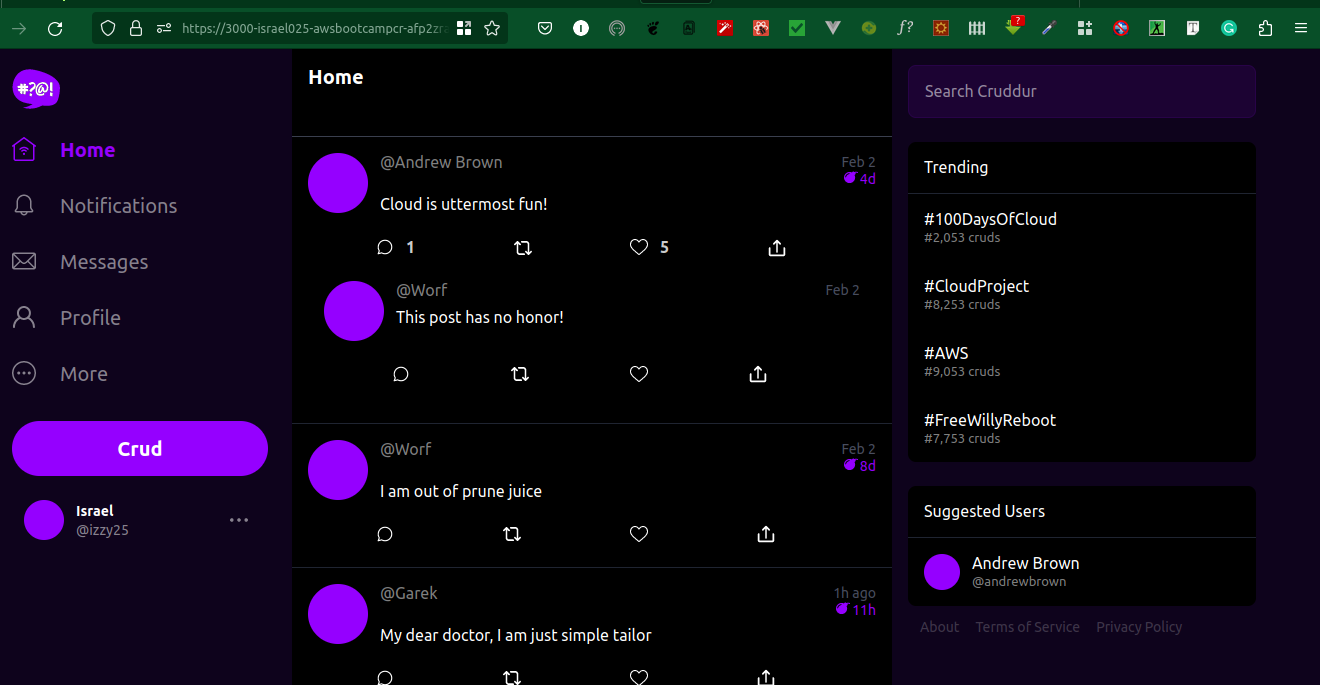 https://3000-israel025-awsbootcampcr-afp2zra
#?@!
Home
Notifications
Messages
Profile
More
Crud
Israel
@izzy25
Home
@Andrew Brown
Feb 2
4d
Cloud is uttermost fun!
1
5
@Worf
Feb 2
This post has no honor!
@Worf
Feb 2
8d
I am out of prune juice
@Garek
1h ago
11h
My dear doctor, I am just simple tailor
Search Cruddur
Trending
#100DaysOfCloud
#2,053 cruds
#CloudProject
#8,253 cruds
#AWS
#9,053 cruds
#FreeWillyReboot
#7,753 cruds
Suggested Users
Andrew Brown
@andrewbrown
About Terms of Service Privacy Policy